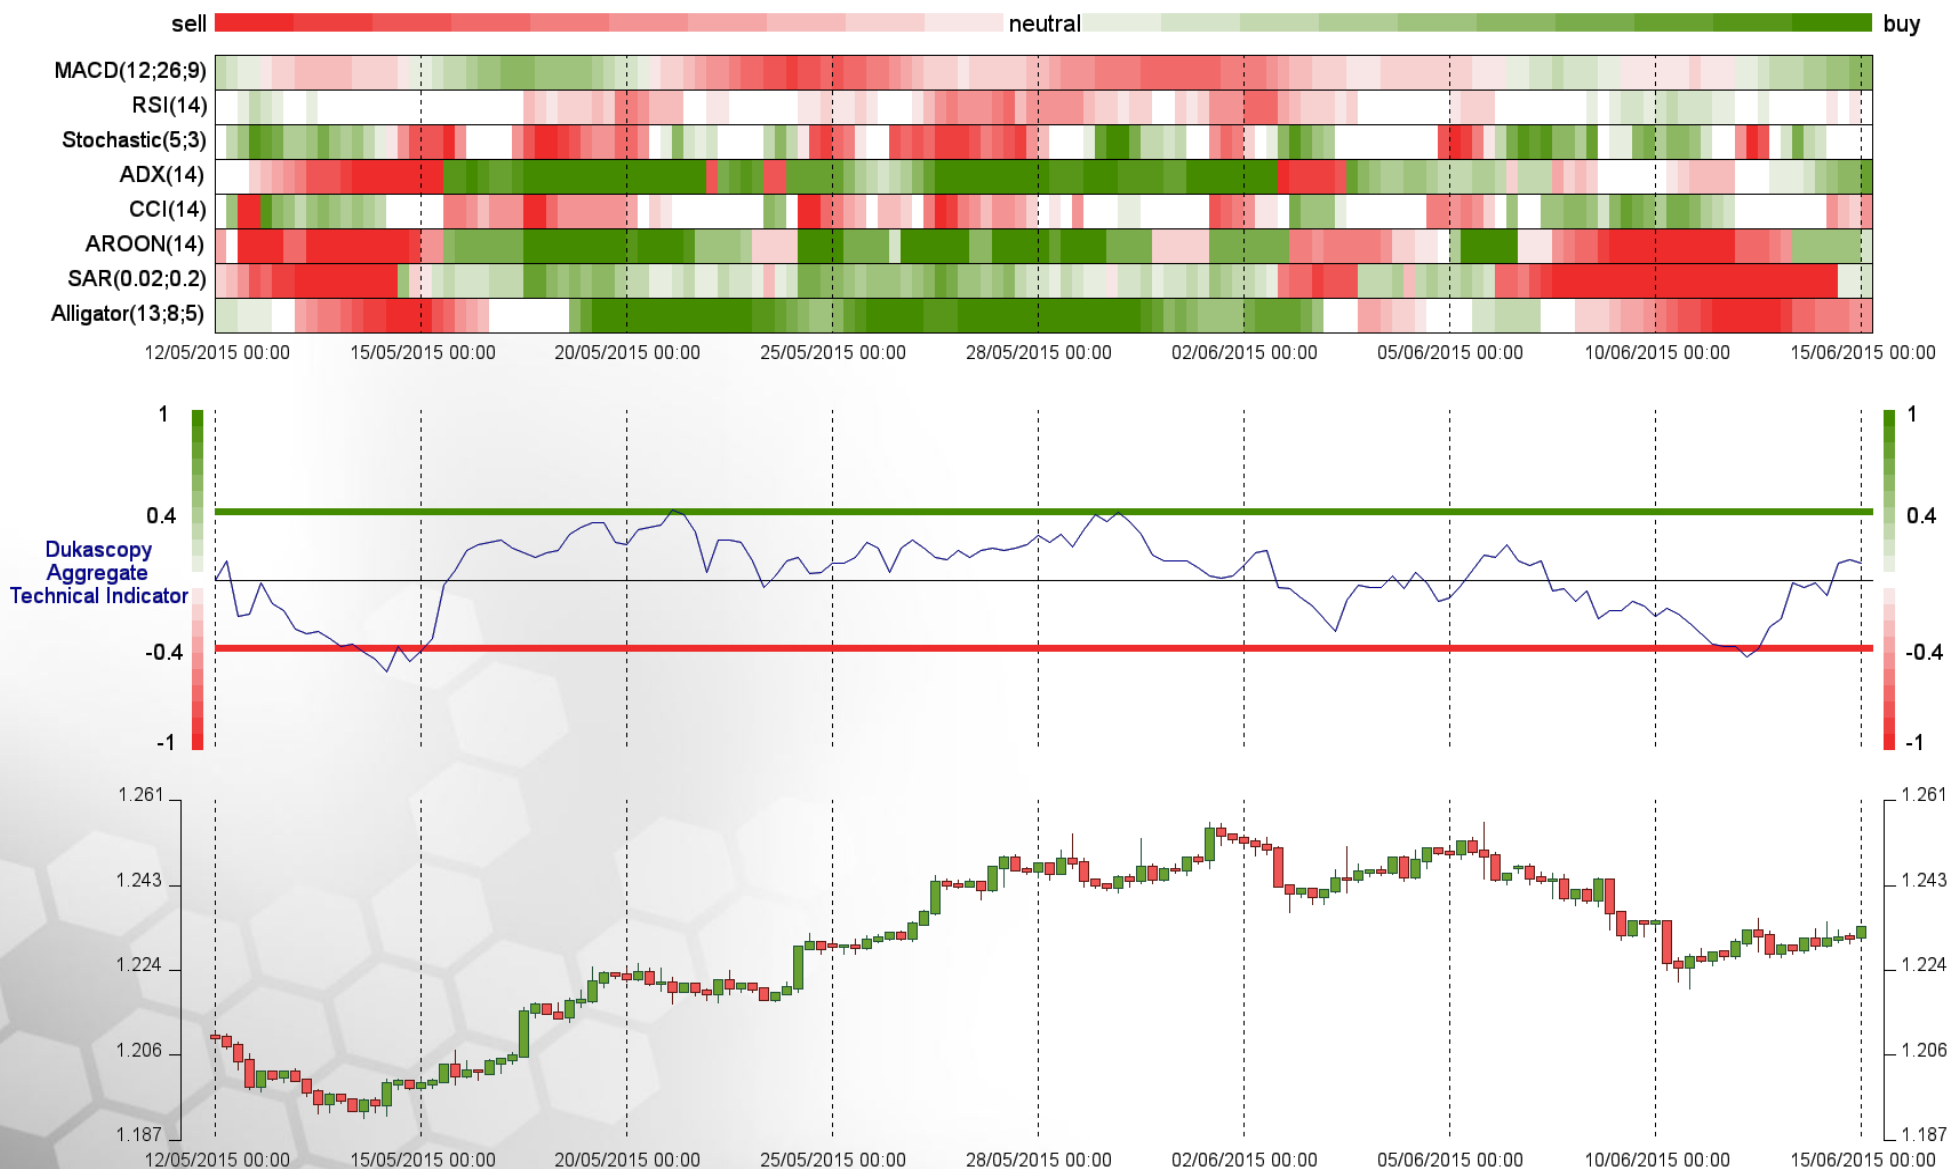 sell neutral buy
MACD(12;26;9)
RSI(14)
Stochastic(5;3)
ADX(14)
CCI(14)
AROON(14)
SAR(0.02;0.2)
Alligator(13;8;5)
12/05/2015 00:00 15/05/2015 00:00 20/05/2015 00:00 25/05/2015 00:00 28/05/2015 00:00 02/06/2015 00:00 05/06/2015 00:00 10/06/2015 00:00 15/06/2015 00:00
1 1
0.4 0.4
Dukascopy
Aggregate
Technical Indicator
-0.4 -0.4
-1 -1
1.261 1.261
1.243 1.243
1.224 1.224
1.206 1.206
1.187 1.187
12/05/2015 00:00 15/05/2015 00:00 20/05/2015 00:00 25/05/2015 00:00 28/05/2015 00:00 02/06/2015 00:00 05/06/2015 00:00 10/06/2015 00:00 15/06/2015 00:00